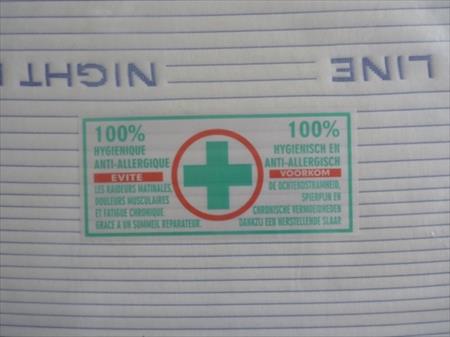 NIGHT LINE
100%
HYGIENIQUE
ANTI-ALLERGIQUE
EVITE
LES RAIDEURS MATINALES,
DOULEURS MUSCULAIRES
ET FATIGUE CHRONIQUE
GRACE A UN SOMMEIL REPARATEUR.
100%
HYGIENISCH EN
ANTI-ALLERGISCH
VOORKOM
DE OCHTENDSTRAMHEID,
SPIERPIJN EN
CHRONISCHE VERMOEIDHEDEN
DANKZIJ EEN HERSTELLENDE SLAAP.